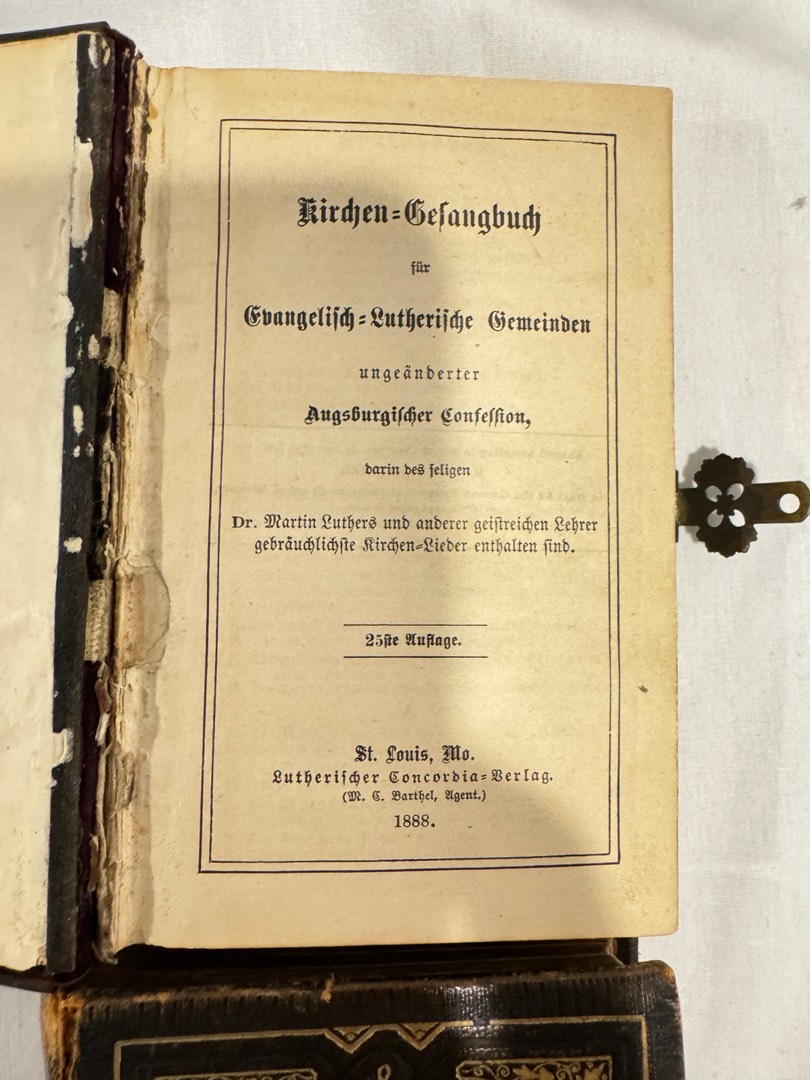 Kirchen=Gesangbuch
für
Evangelisch=Lutherische Gemeinden
ungeänderter
Augsburgischer Confession,
darin des seligen
Dr. Martin Luthers und anderer geistreichen Lehrer
gebräuchlichste Kirchen=Lieder enthalten sind.
25ste Auflage.
St. Louis, Mo.
Lutherischer Concordia=Verlag.
(M. C. Barthel, Agent.)
1888.